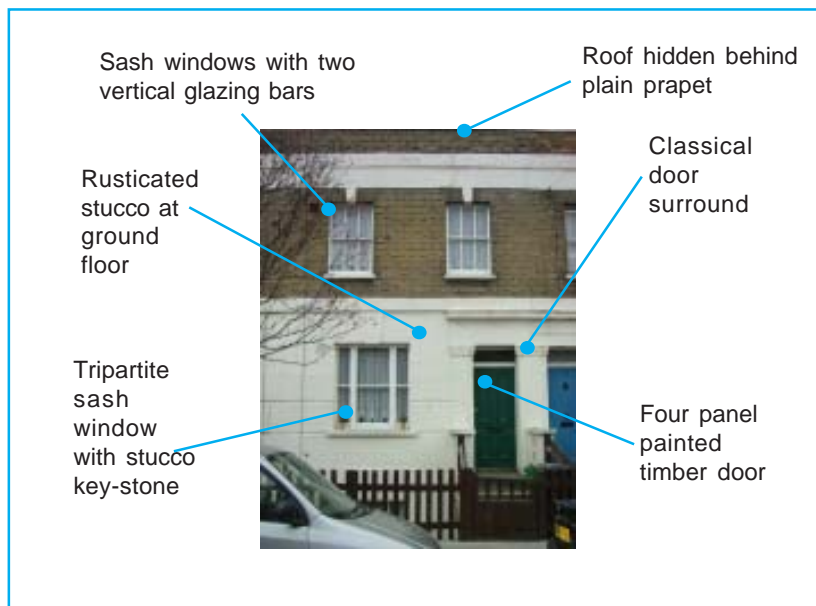 Sash windows with two
vertical glazing bars
Roof hidden behind
plain prapet
Classical
door
surround
Rusticated
stucco at
ground
floor
Tripartite
sash
window
with stucco
key-stone
Four panel
painted
timber door